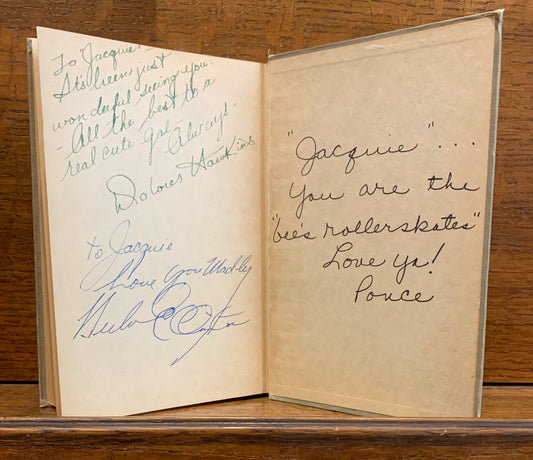 To Jacquie!-
It's been just
wonderful seeing you.
- All the best to a
real cute gal-
Always-
Dolores Hawkins
to Jacquie
Love you Madly
"Jacquie"...
You are the
"bee's rollerskates"
Love ya!
Ponce